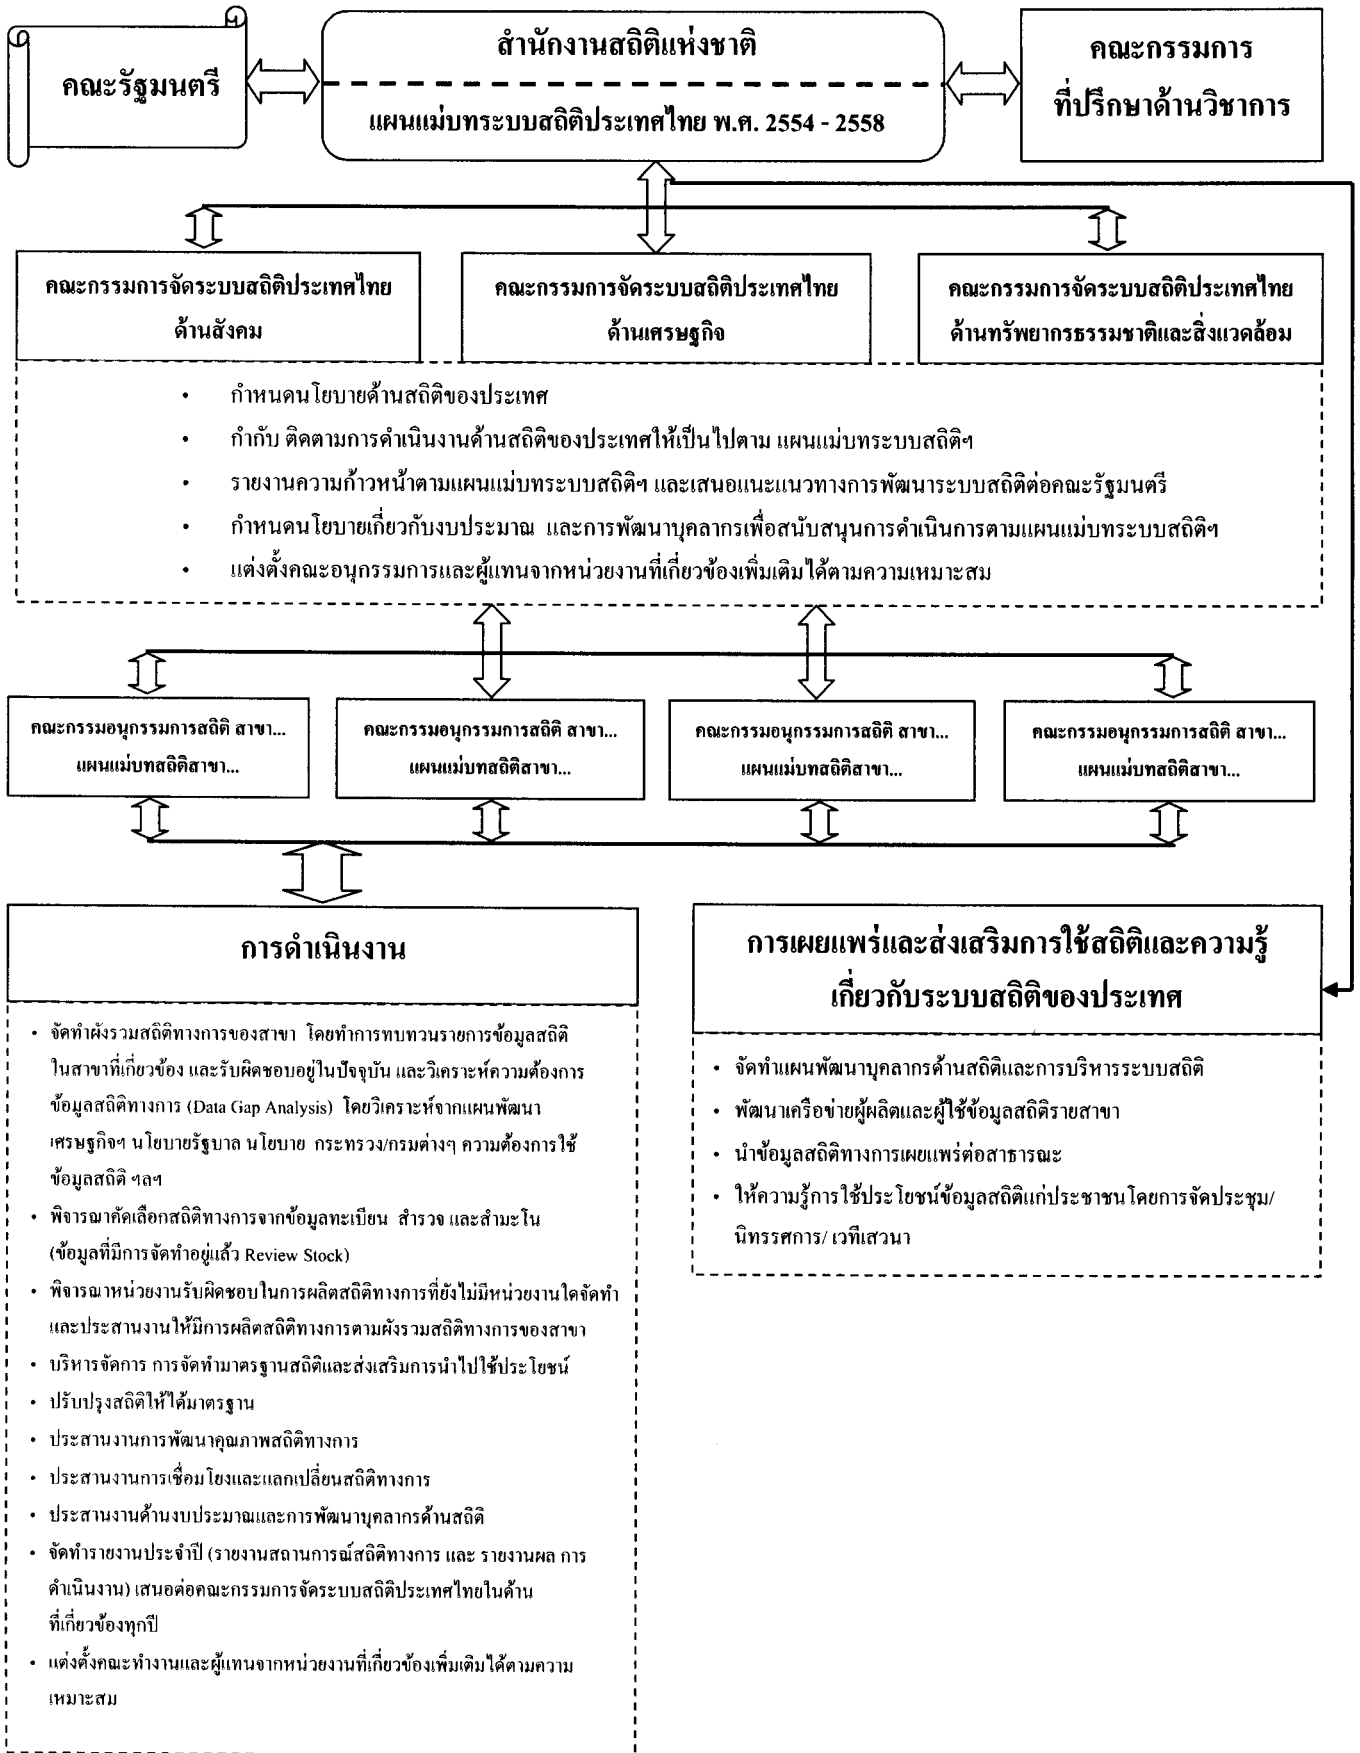 คณะรัฐมนตรี
สำนักงานสถิติแห่งชาติ
แผนแม่บทระบบสถิติประเทศไทย พ.ศ. 2554 - 2558
คณะกรรมการ
ที่ปรึกษาด้านวิชาการ
คณะกรรมการจัดระบบสถิติประเทศไทย
ด้านสังคม
คณะกรรมการจัดระบบสถิติประเทศไทย
ด้านเศรษฐกิจ
คณะกรรมการจัดระบบสถิติประเทศไทย
ด้านทรัพยากรธรรมชาติและสิ่งแวดล้อม
• กำหนดนโยบายด้านสถิติของประเทศ
• กำกับ ติดตามการดำเนินงานด้านสถิติของประเทศให้เป็นไปตาม แผนแม่บทระบบสถิติฯ
• รายงานความก้าวหน้าตามแผนแม่บทระบบสถิติฯ และเสนอแนะแนวทางการพัฒนาระบบสถิติต่อคณะรัฐมนตรี
• กำหนดนโยบายเกี่ยวกับงบประมาณ และการพัฒนาบุคลากรเพื่อสนับสนุนการดำเนินการตามแผนแม่บทระบบสถิติฯ
• แต่งตั้งคณะอนุกรรมการและผู้แทนจากหน่วยงานที่เกี่ยวข้องเพิ่มเติมได้ตามความเหมาะสม
คณะกรรมอนุกรรมการสถิติ สาขา...
แผนแม่บทสถิติสาขา...
คณะกรรมอนุกรรมการสถิติ สาขา...
แผนแม่บทสถิติสาขา...
คณะกรรมอนุกรรมการสถิติ สาขา...
แผนแม่บทสถิติสาขา...
คณะกรรมอนุกรรมการสถิติ สาขา...
แผนแม่บทสถิติสาขา...
การดำเนินงาน
• จัดทำผังรวมสถิติทางการของสาขา โดยทำการทบทวนรายการข้อมูลสถิติ
ในสาขาที่เกี่ยวข้อง และรับผิดชอบอยู่ในปัจจุบัน และวิเคราะห์ความต้องการ
ข้อมูลสถิติทางการ (Data Gap Analysis) โดยวิเคราะห์จากแผนพัฒนา
เศรษฐกิจฯ นโยบายรัฐบาล นโยบาย กระทรวง/กรมต่างๆ ความต้องการใช้
ข้อมูลสถิติ ฯลฯ
• พิจารณาคัดเลือกสถิติทางการจากข้อมูลทะเบียน สำรวจ และสำมะโน
(ข้อมูลที่มีการจัดทำอยู่แล้ว Review Stock)
• พิจารณาหน่วยงานรับผิดชอบในการผลิตสถิติทางการที่ยังไม่มีหน่วยงานใดจัดทำ
และประสานงานให้มีการผลิตสถิติทางการตามผังรวมสถิติทางการของสาขา
• บริหารจัดการ การจัดทำมาตรฐานสถิติและส่งเสริมการนำไปใช้ประโยชน์
• ปรับปรุงสถิติให้ได้มาตรฐาน
• ประสานงานการพัฒนาคุณภาพสถิติทางการ
• ประสานงานการเชื่อมโยงและแลกเปลี่ยนสถิติทางการ
• ประสานงานด้านงบประมาณและการพัฒนาบุคลากรด้านสถิติ
• จัดทำรายงานประจำปี (รายงานสถานการณ์สถิติทางการ และ รายงานผล การ
ดำเนินงาน) เสนอต่อคณะกรรมการจัดระบบสถิติประเทศไทยในด้าน
ที่เกี่ยวข้องทุกปี
• แต่งตั้งคณะทำงานและผู้แทนจากหน่วยงานที่เกี่ยวข้องเพิ่มเติมได้ตามความ
เหมาะสม
การเผยแพร่และส่งเสริมการใช้สถิติและความรู้
เกี่ยวกับระบบสถิติของประเทศ
• จัดทำแผนพัฒนาบุคลากรด้านสถิติและการบริหารระบบสถิติ
• พัฒนาเครือข่ายผู้ผลิตและผู้ใช้ข้อมูลสถิติรายสาขา
• นำข้อมูลสถิติทางการเผยแพร่ต่อสาธารณะ
• ให้ความรู้การใช้ประโยชน์ข้อมูลสถิติแก่ประชาชนโดยการจัดประชุม/
นิทรรศการ/ เวทีเสวนา